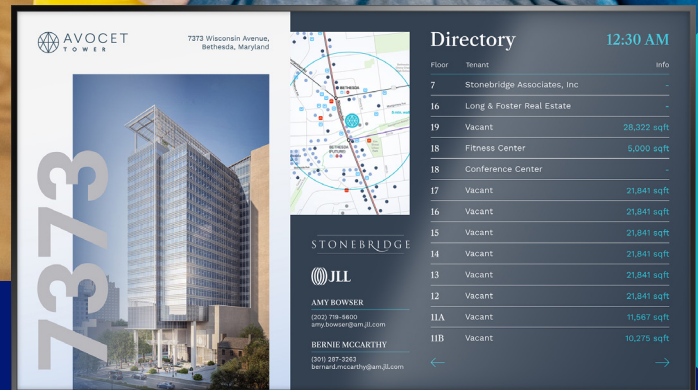 AVOCET
TOWER
7373 Wisconsin Avenue,
Bethesda, Maryland
7373
BETHESDA
STONEBRIDGE
JLL
AMY BOWSER
(202) 719-5600
amy.bowser@am.jll.com
BERNIE MCCARTHY
(301) 287-3263
bernard.mccarthy@am.jll.com
Directory 12:30 AM
Floor Tenant Info
7 Stonebridge Associates, Inc -
16 Long & Foster Real Estate -
19 Vacant 28,322 sqft
18 Fitness Center 5,000 sqft
18 Conference Center -
17 Vacant 21,841 sqft
16 Vacant 21,841 sqft
15 Vacant 21,841 sqft
14 Vacant 21,841 sqft
13 Vacant 21,841 sqft
12 Vacant 21,841 sqft
11A Vacant 11,567 sqft
11B Vacant 10,275 sqft